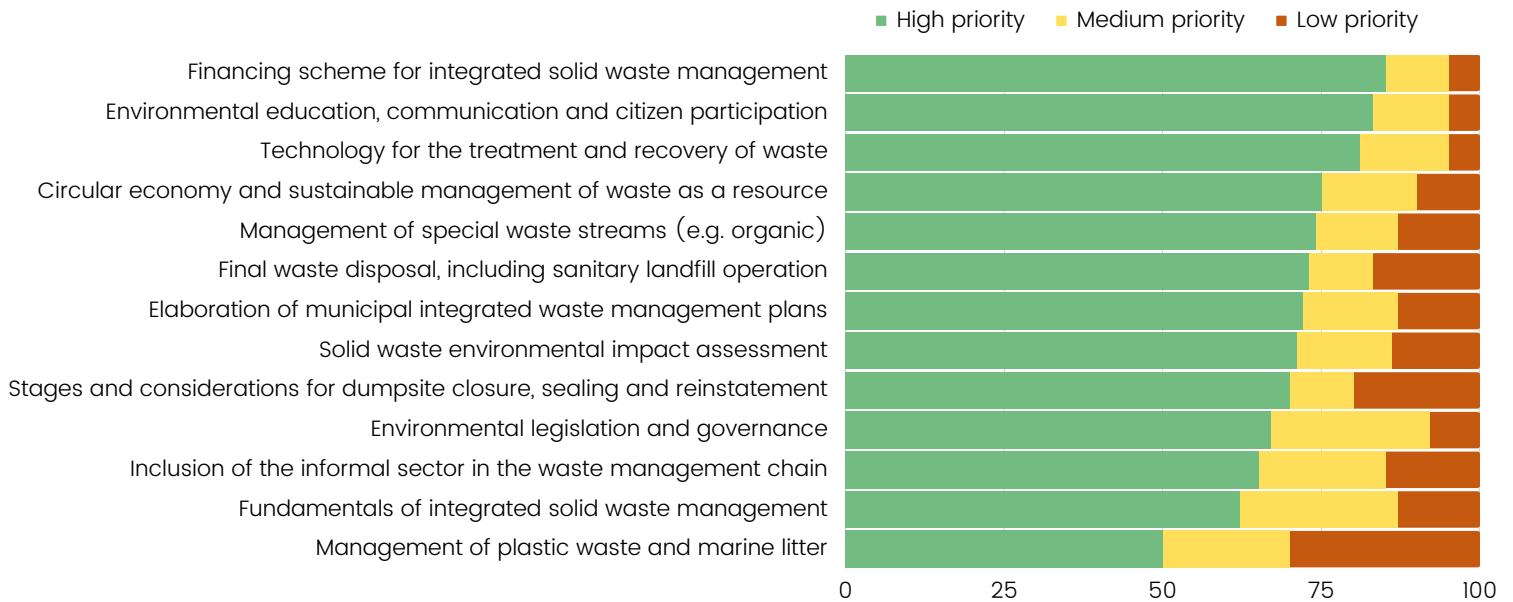 High priority Medium priority Low priority
Financing scheme for integrated solid waste management
Environmental education, communication and citizen participation
Technology for the treatment and recovery of waste
Circular economy and sustainable management of waste as a resource
Management of special waste streams (e.g. organic)
Final waste disposal, including sanitary landfill operation
Elaboration of municipal integrated waste management plans
Solid waste environmental impact assessment
Stages and considerations for dumpsite closure, sealing and reinstatement
Environmental legislation and governance
Inclusion of the informal sector in the waste management chain
Fundamentals of integrated solid waste management
Management of plastic waste and marine litter
0 25 50 75 100